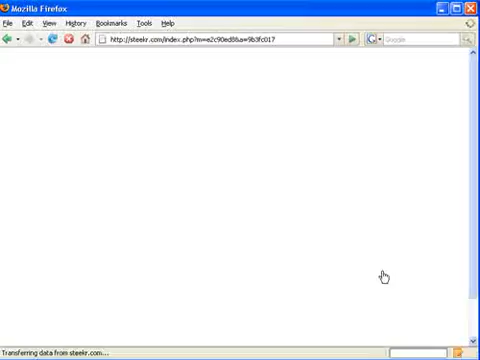 Mozilla Firefox
File Edit View History Bookmarks Tools Help
http://steekr.com/index.php?m=e2c90ed8&a=9b3fc017
Google
Transferring data from steekr.com...